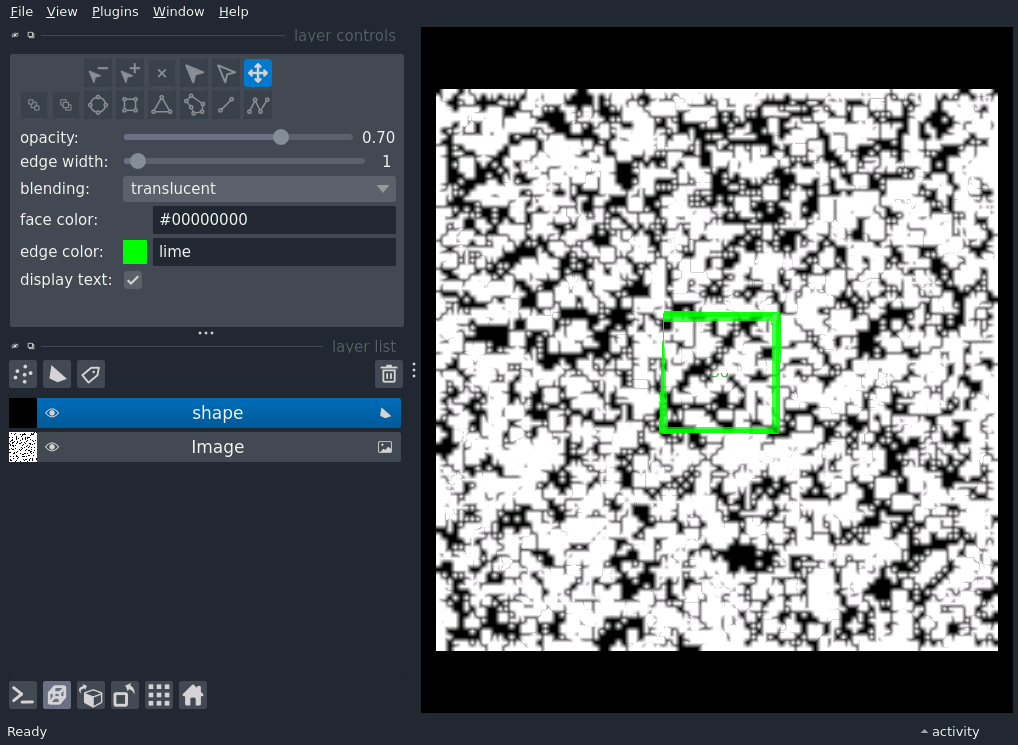 File View Plugins Window Help
layer controls
opacity: 0.70
edge width: 1
blending: translucent
face color: #00000000
edge color: lime
display text:
layer list
shape
Image
Ready
activity